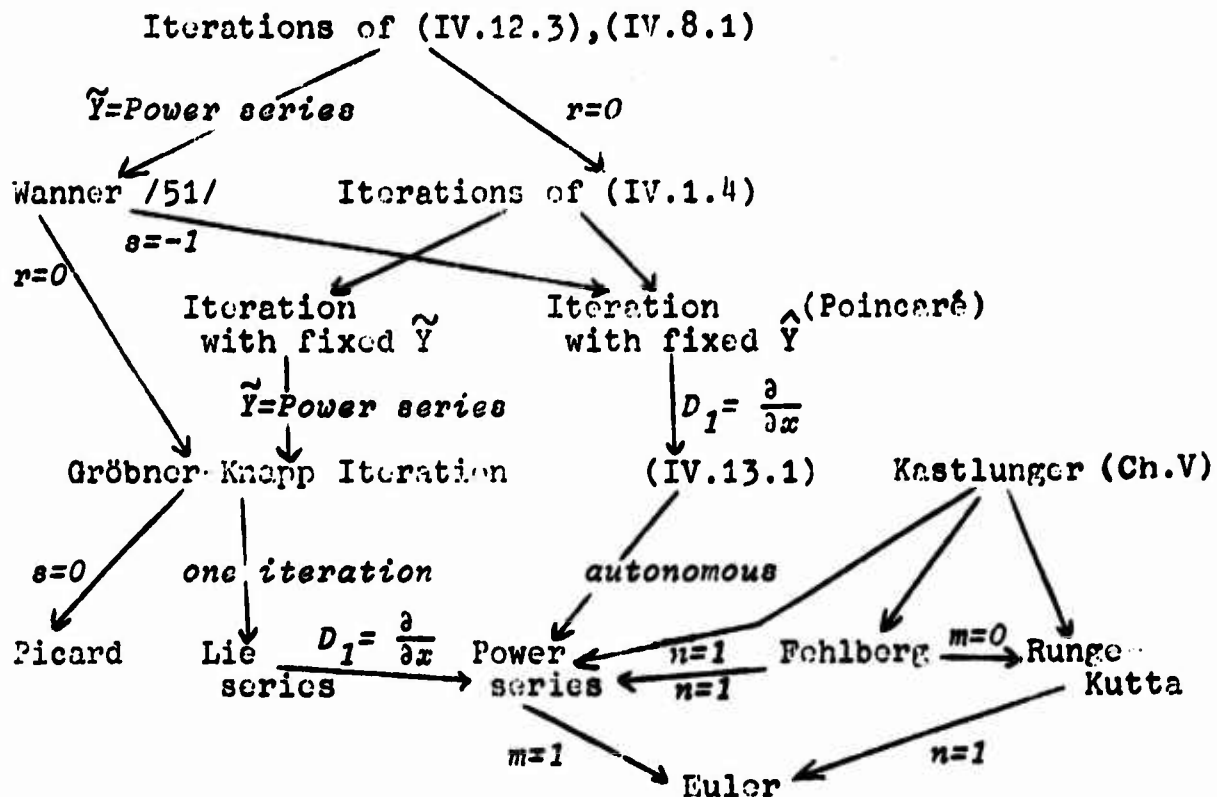 Iterations of (IV.12.3),(IV.8.1)
Ỹ=Power series
r=0
Wanner /51/
Iterations of (IV.1.4)
s=-1
r=0
Iteration
with fixed Ỹ
Iteration (Poincaré)
with fixed Ŷ
Ỹ=Power series
D₁= ∂/∂x
Gröbner-Knapp Iteration
(IV.13.1)
Kastlunger (Ch.V)
s=0
one iteration
autonomous
Picard
Lie
series
D₁= ∂/∂x
Power
series
n=1
n=1
Fehlberg
m=0
Runge-
Kutta
m=1
n=1
Euler